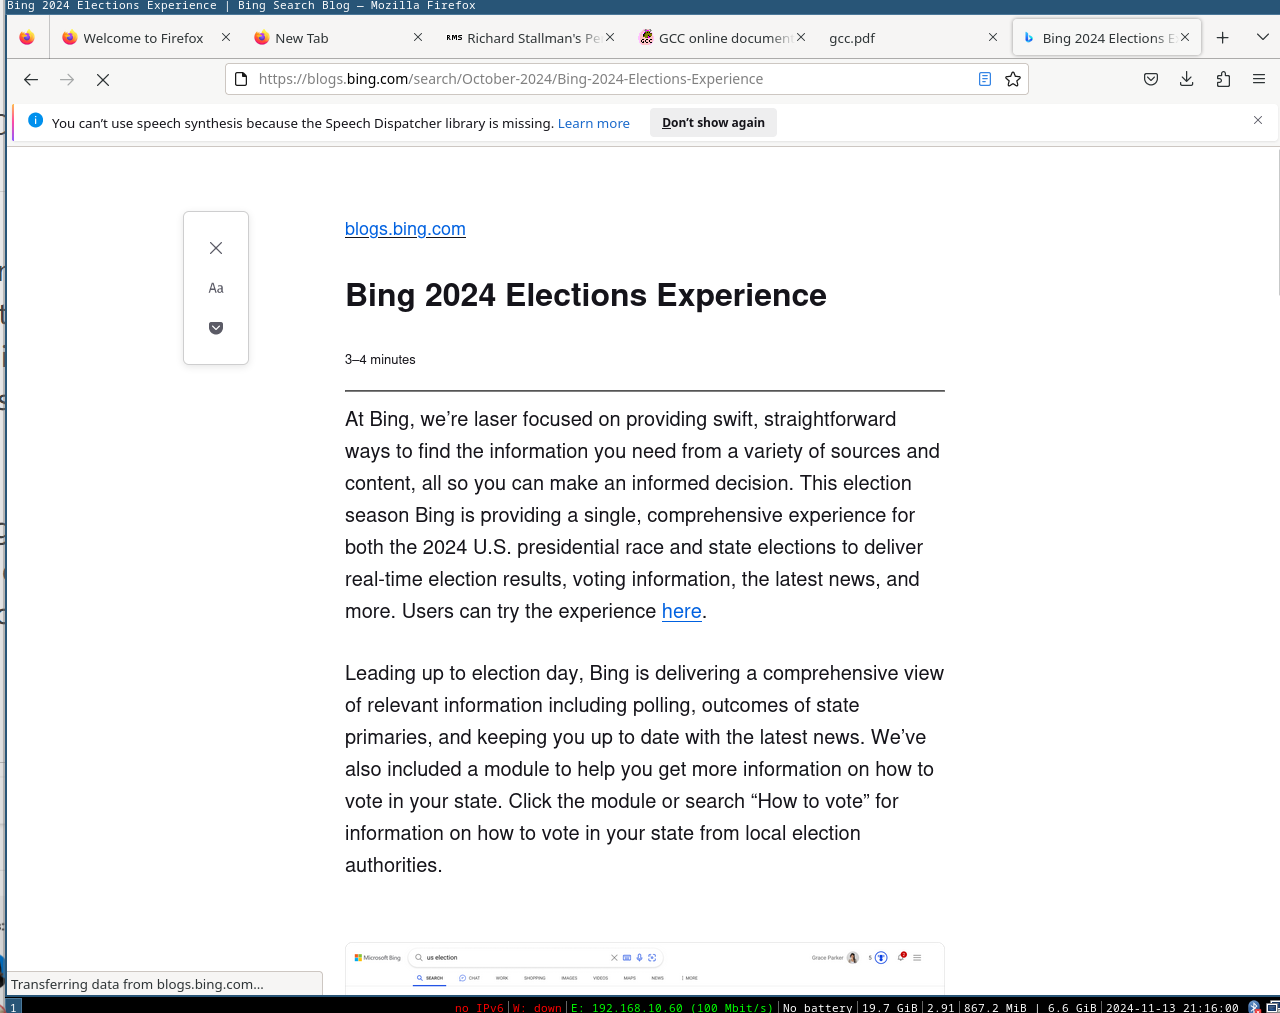 Bing 2024 Elections Experience | Bing Search Blog — Mozilla Firefox
Welcome to Firefox
New Tab
RMS Richard Stallman's Pe
GCC online document
gcc.pdf
Bing 2024 Elections E
https://blogs.bing.com/search/October-2024/Bing-2024-Elections-Experience
You can't use speech synthesis because the Speech Dispatcher library is missing. Learn more
Don't show again
blogs.bing.com
Bing 2024 Elections Experience
Aa
3–4 minutes
At Bing, we're laser focused on providing swift, straightforward
ways to find the information you need from a variety of sources and
content, all so you can make an informed decision. This election
season Bing is providing a single, comprehensive experience for
both the 2024 U.S. presidential race and state elections to deliver
real-time election results, voting information, the latest news, and
more. Users can try the experience here.
Leading up to election day, Bing is delivering a comprehensive view
of relevant information including polling, outcomes of state
primaries, and keeping you up to date with the latest news. We've
also included a module to help you get more information on how to
vote in your state. Click the module or search “How to vote” for
information on how to vote in your state from local election
authorities.
Microsoft Bing
us election
Grace Parker
SEARCH CHAT WORK SHOPPING IMAGES VIDEOS MAPS NEWS MORE
Transferring data from blogs.bing.com…
1
no IPv6 | W: down | E: 192.168.10.60 (100 Mbit/s) | No battery | 19.7 GiB | 2.91 | 867.2 MiB | 6.6 GiB | 2024-11-13 21:16:00